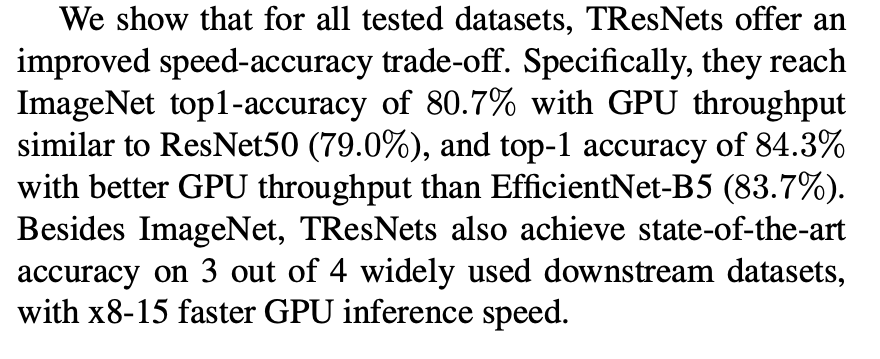 We show that for all tested datasets, TResNets offer an
improved speed-accuracy trade-off. Specifically, they reach
ImageNet top1-accuracy of 80.7% with GPU throughput
similar to ResNet50 (79.0%), and top-1 accuracy of 84.3%
with better GPU throughput than EfficientNet-B5 (83.7%).
Besides ImageNet, TResNets also achieve state-of-the-art
accuracy on 3 out of 4 widely used downstream datasets,
with x8-15 faster GPU inference speed.